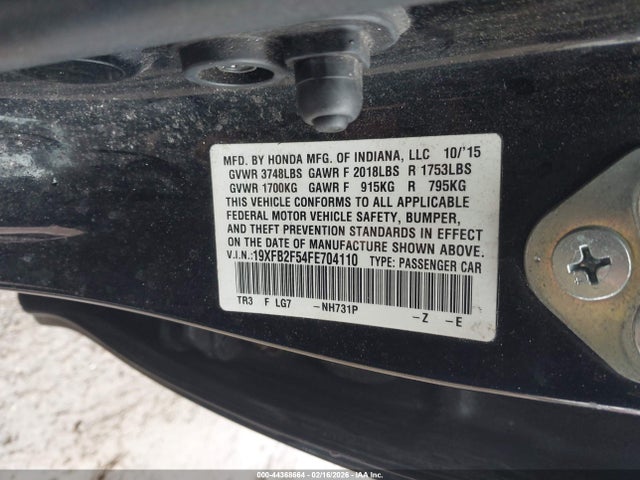 MFD. BY HONDA MFG. OF INDIANA, LLC 10/'15
GVWR 3748LBS GAWR F 2018LBS R 1753LBS
GVWR 1700KG GAWR F 915KG R 795KG
THIS VEHICLE CONFORMS TO ALL APPLICABLE
FEDERAL MOTOR VEHICLE SAFETY, BUMPER,
AND THEFT PREVENTION STANDARDS IN EFFECT
ON THE DATE OF MANUFACTURE SHOWN ABOVE.
V.I.N.:19XFB2F54FE704110 TYPE: PASSENGER CAR
TR3 F LG7 -NH731P -Z -E
000-44368664 02/16/2026 IAA Inc.